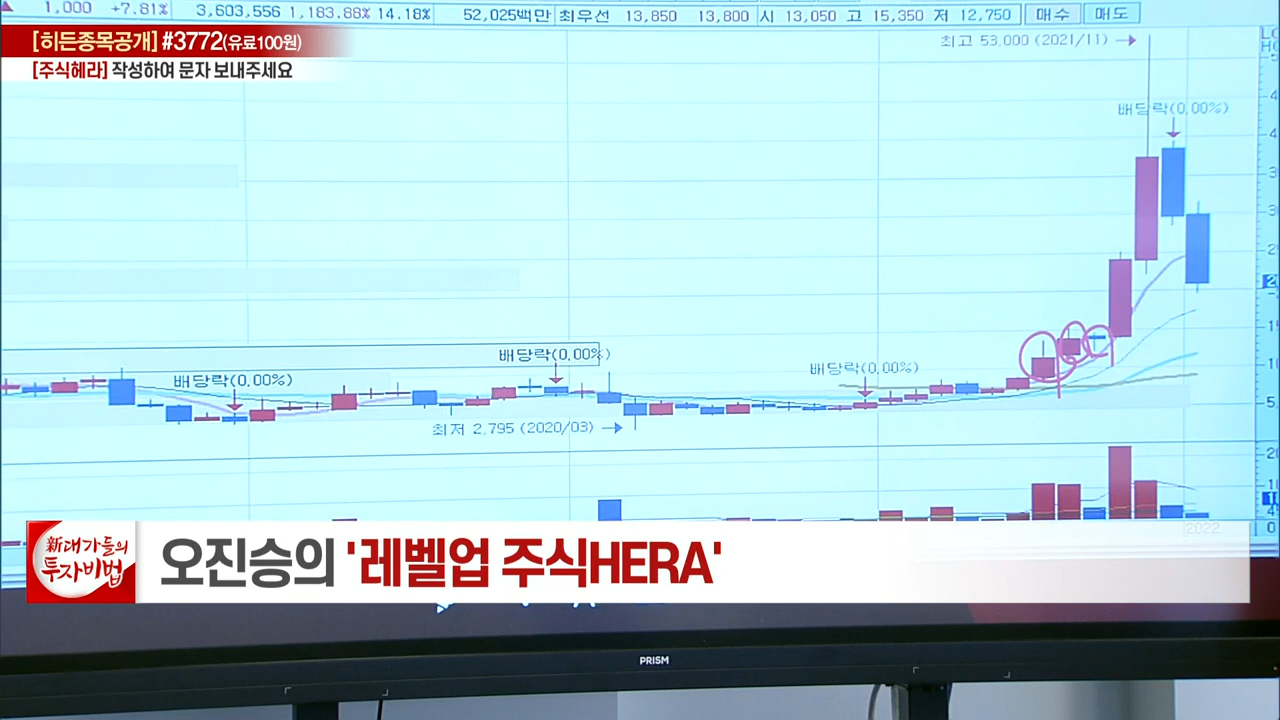 ▲ 1,000 +7.81% 3,603,556 1,183.88% 14.18% 52,025백만 최우선 13,850 13,800 시 13,050 고 15,350 저 12,750 매수 매도
[히든종목공개] #3772(유료100원)
[주식헤라] 작성하여 문자 보내주세요
최고 53,000 (2021/11) →
배당락(0.00%)
배당락(0.00%)
배당락(0.00%)
배당락(0.00%)
최저 2,795 (2020/03) →
2022
新대가들의
투자비법
오진승의 '레벨업 주식HERA'
PRISM